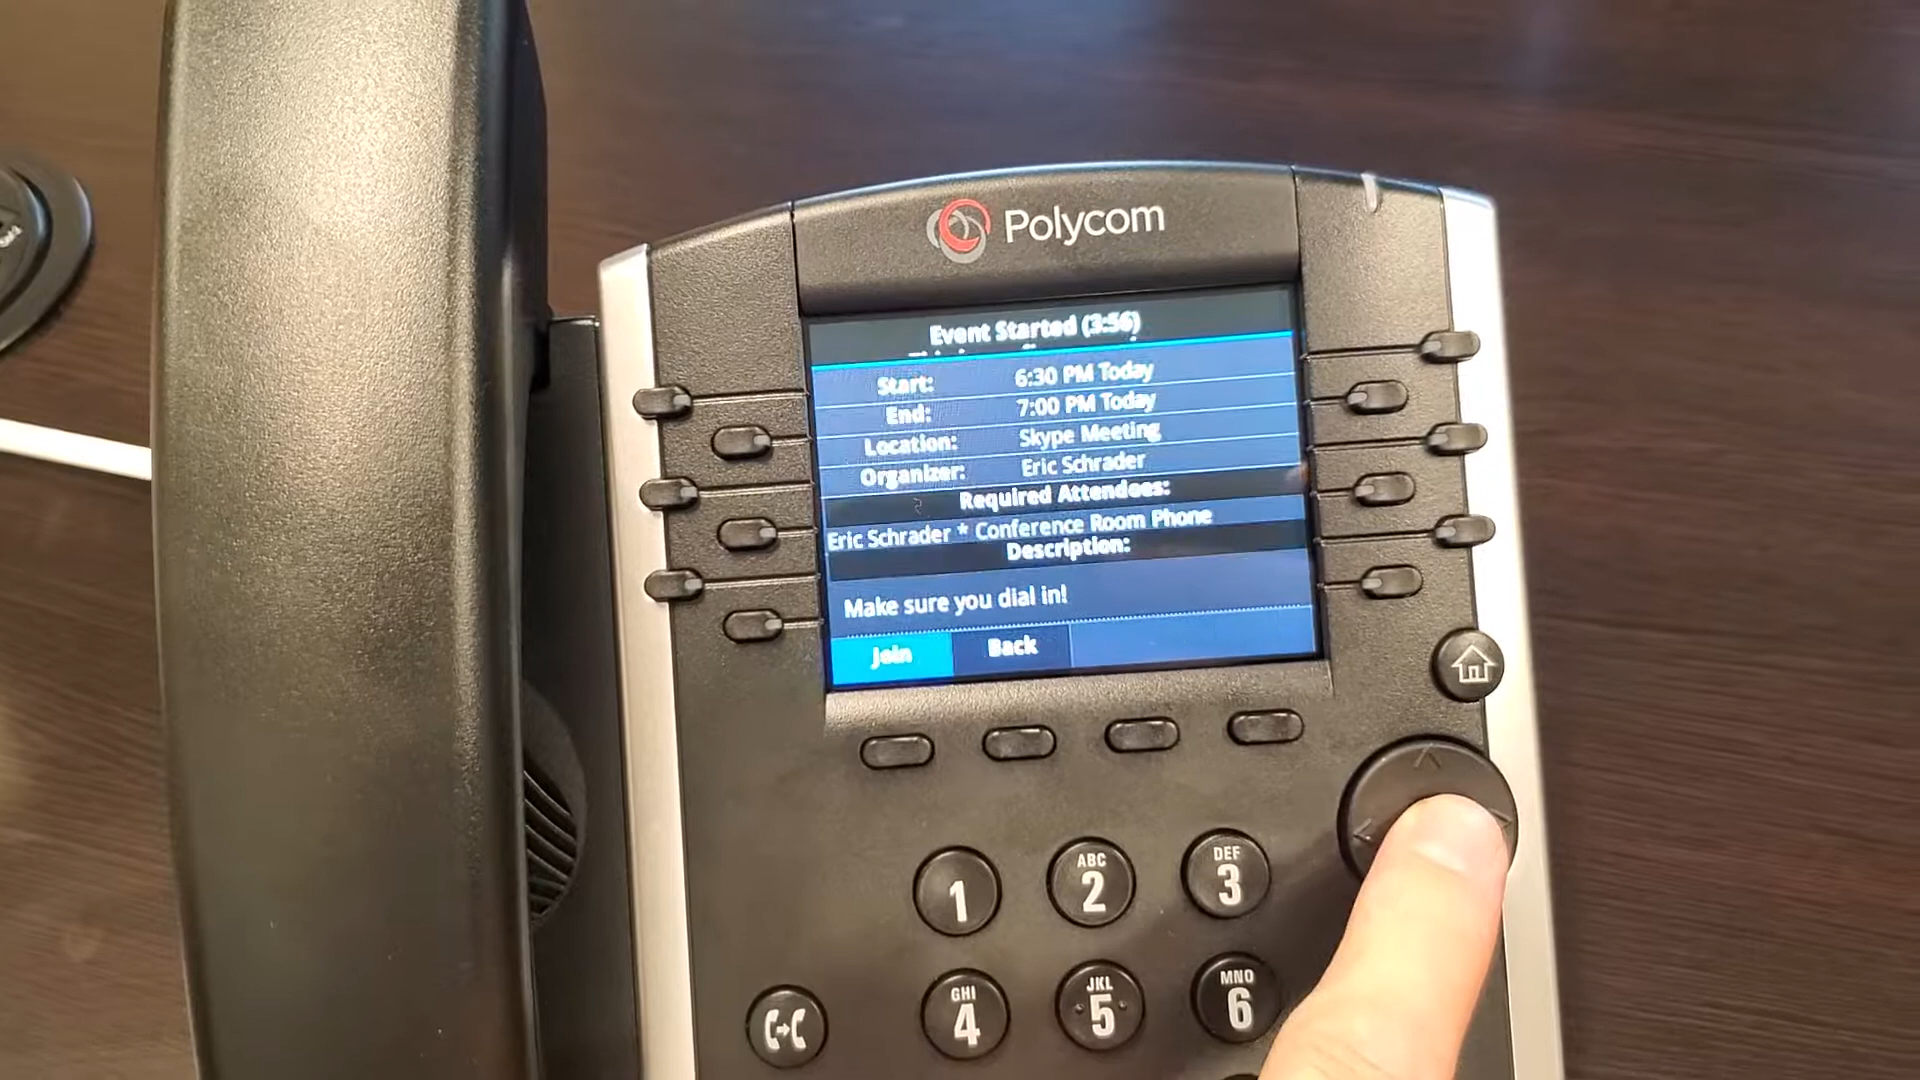 Polycom
Event Started (3:56)
Start: 6:30 PM Today
End: 7:00 PM Today
Location: Skype Meeting
Organizer: Eric Schrader
Required Attendees:
Eric Schrader * Conference Room Phone
Description:
Make sure you dial in!
Join Back
1
ABC
2
DEF
3
GHI
4
JKL
5
MNO
6